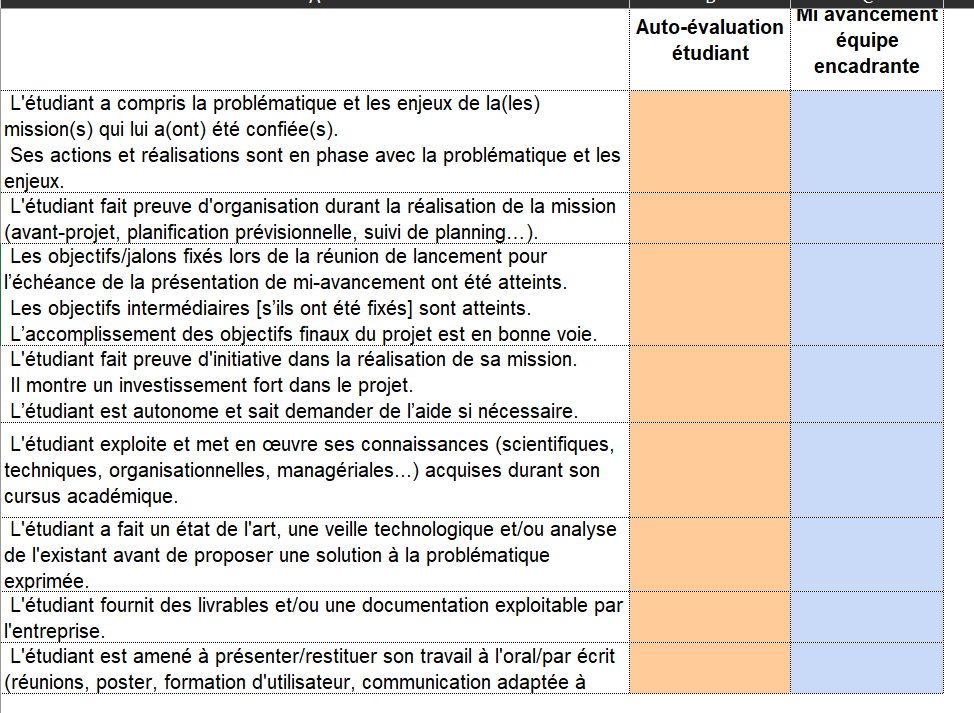 Auto-évaluation
étudiant
Mi avancement
équipe
encadrante
L'étudiant a compris la problématique et les enjeux de la(les)
mission(s) qui lui a(ont) été confiée(s).
Ses actions et réalisations sont en phase avec la problématique et les
enjeux.
L'étudiant fait preuve d'organisation durant la réalisation de la mission
(avant-projet, planification prévisionnelle, suivi de planning…).
Les objectifs/jalons fixés lors de la réunion de lancement pour
l’échéance de la présentation de mi-avancement ont été atteints.
Les objectifs intermédiaires [s’ils ont été fixés] sont atteints.
L’accomplissement des objectifs finaux du projet est en bonne voie.
L'étudiant fait preuve d'initiative dans la réalisation de sa mission.
Il montre un investissement fort dans le projet.
L’étudiant est autonome et sait demander de l’aide si nécessaire.
L'étudiant exploite et met en œuvre ses connaissances (scientifiques,
techniques, organisationnelles, managériales…) acquises durant son
cursus académique.
L'étudiant a fait un état de l'art, une veille technologique et/ou analyse
de l'existant avant de proposer une solution à la problématique
exprimée.
L'étudiant fournit des livrables et/ou une documentation exploitable par
l'entreprise.
L'étudiant est amené à présenter/restituer son travail à l'oral/par écrit
(réunions, poster, formation d'utilisateur, communication adaptée à